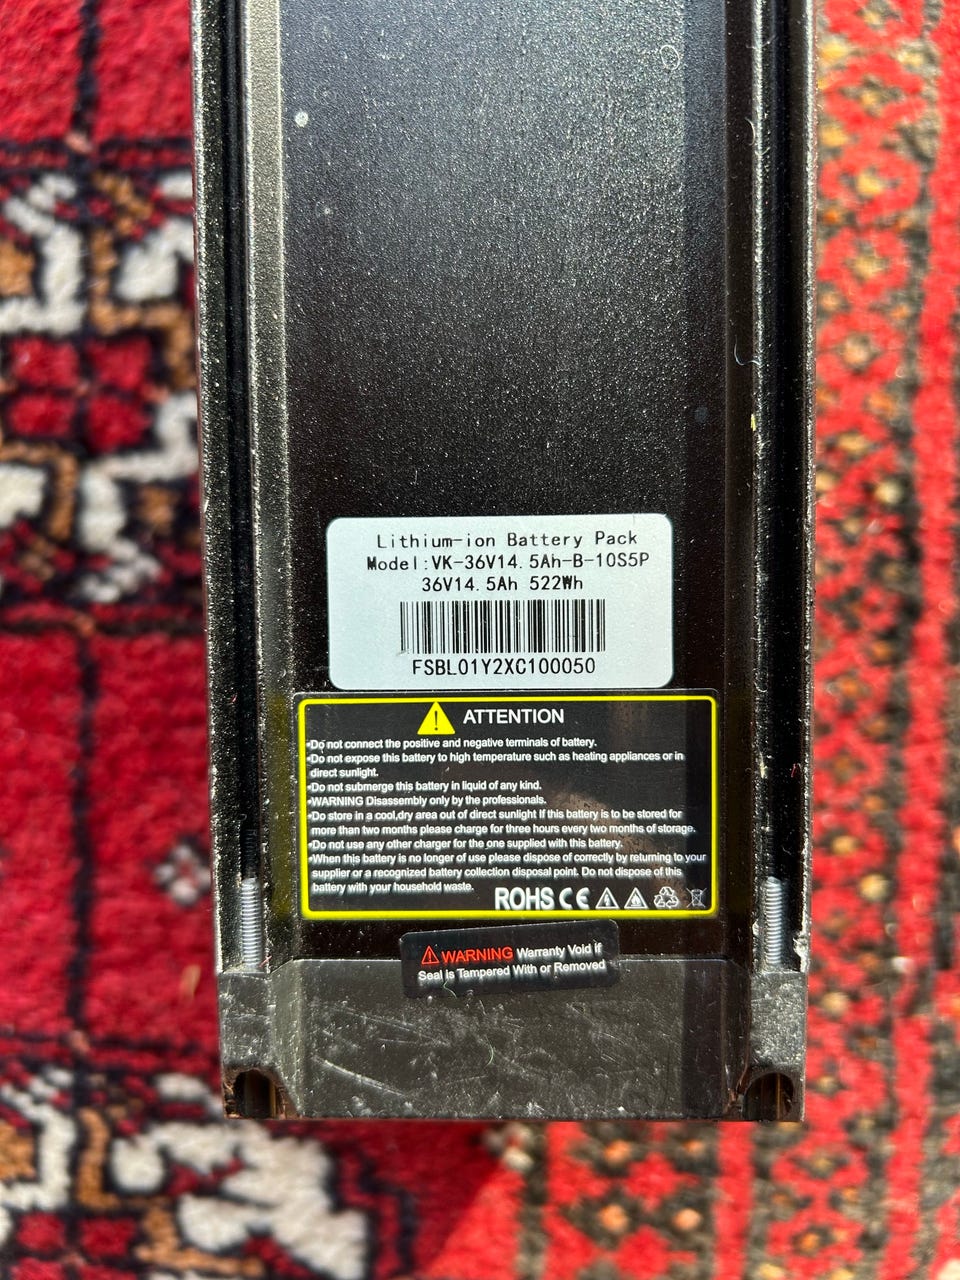 Lithium-ion Battery Pack
Model:VK-36V14.5Ah-B-10S5P
36V14.5Ah 522Wh
FSBL01Y2XC100050
ATTENTION
•Do not connect the positive and negative terminals of battery.
•Do not expose this battery to high temperature such as heating appliances or in
direct sunlight.
•Do not submerge this battery in liquid of any kind.
•WARNING Disassembly only by the professionals.
•Do store in a cool,dry area out of direct sunlight If this battery is to be stored for
more than two months please charge for three hours every two months of storage.
•Do not use any other charger for the one supplied with this battery.
•When this battery is no longer of use please dispose of correctly by returning to your
supplier or a recognized battery collection disposal point. Do not dispose of this
battery with your household waste.
ROHS CE
WARNING Warranty Void if
Seal is Tampered With or Removed